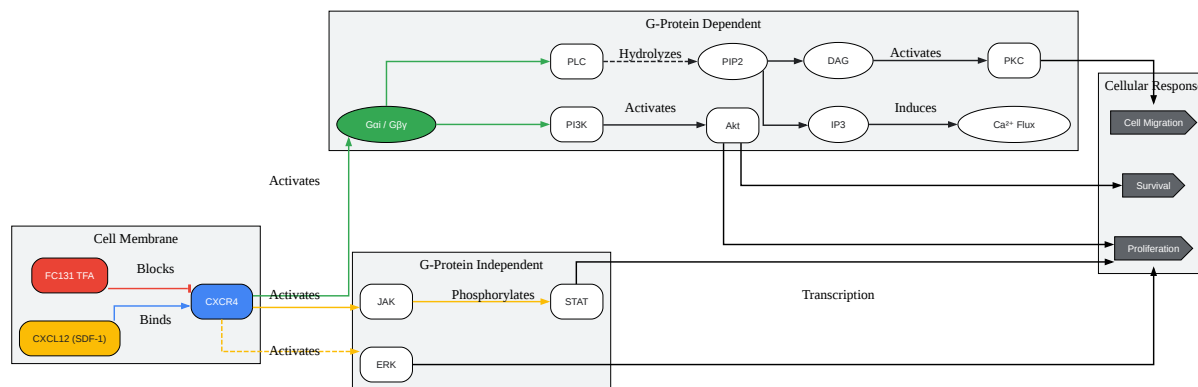 G-Protein Dependent
PLC
Hydrolyzes
PIP2
DAG
Activates
PKC
Gαi / Gβγ
PI3K
Activates
Akt
IP3
Induces
Ca²⁺ Flux
Cellular Response
Cell Migration
Survival
Proliferation
Activates
Cell Membrane
FC131 TFA
Blocks
CXCR4
CXCL12 (SDF-1)
Binds
G-Protein Independent
Activates
JAK
Phosphorylates
STAT
Transcription
Activates
ERK